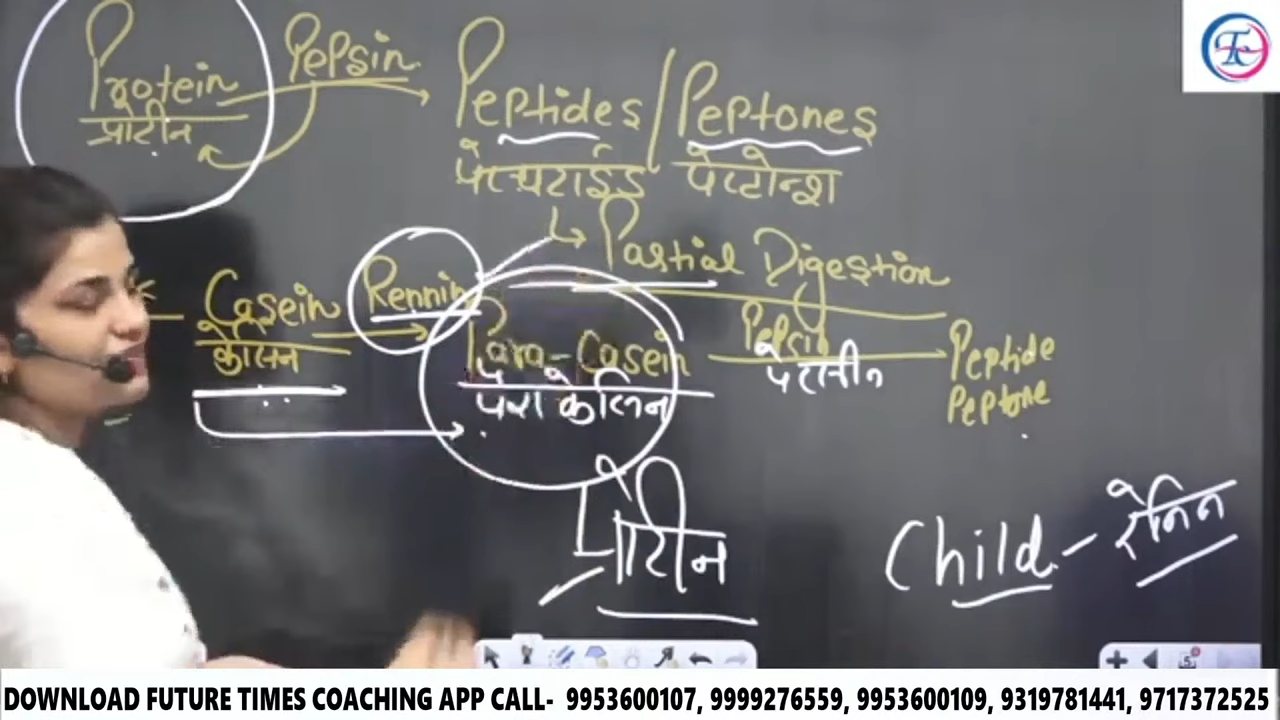 Protein Pepsin Peptides / Peptones
प्रोटीन पेप्टाईड पेप्टोन्श
Partial Digestion
Casein Rennin Para-Casein Pepsin Peptide
केसिन पैरा केसिन पेप्सीन Peptone
प्रोटीन
Child - रेनिन
DOWNLOAD FUTURE TIMES COACHING APP CALL- 9953600107, 9999276559, 9953600109, 9319781441, 9717372525